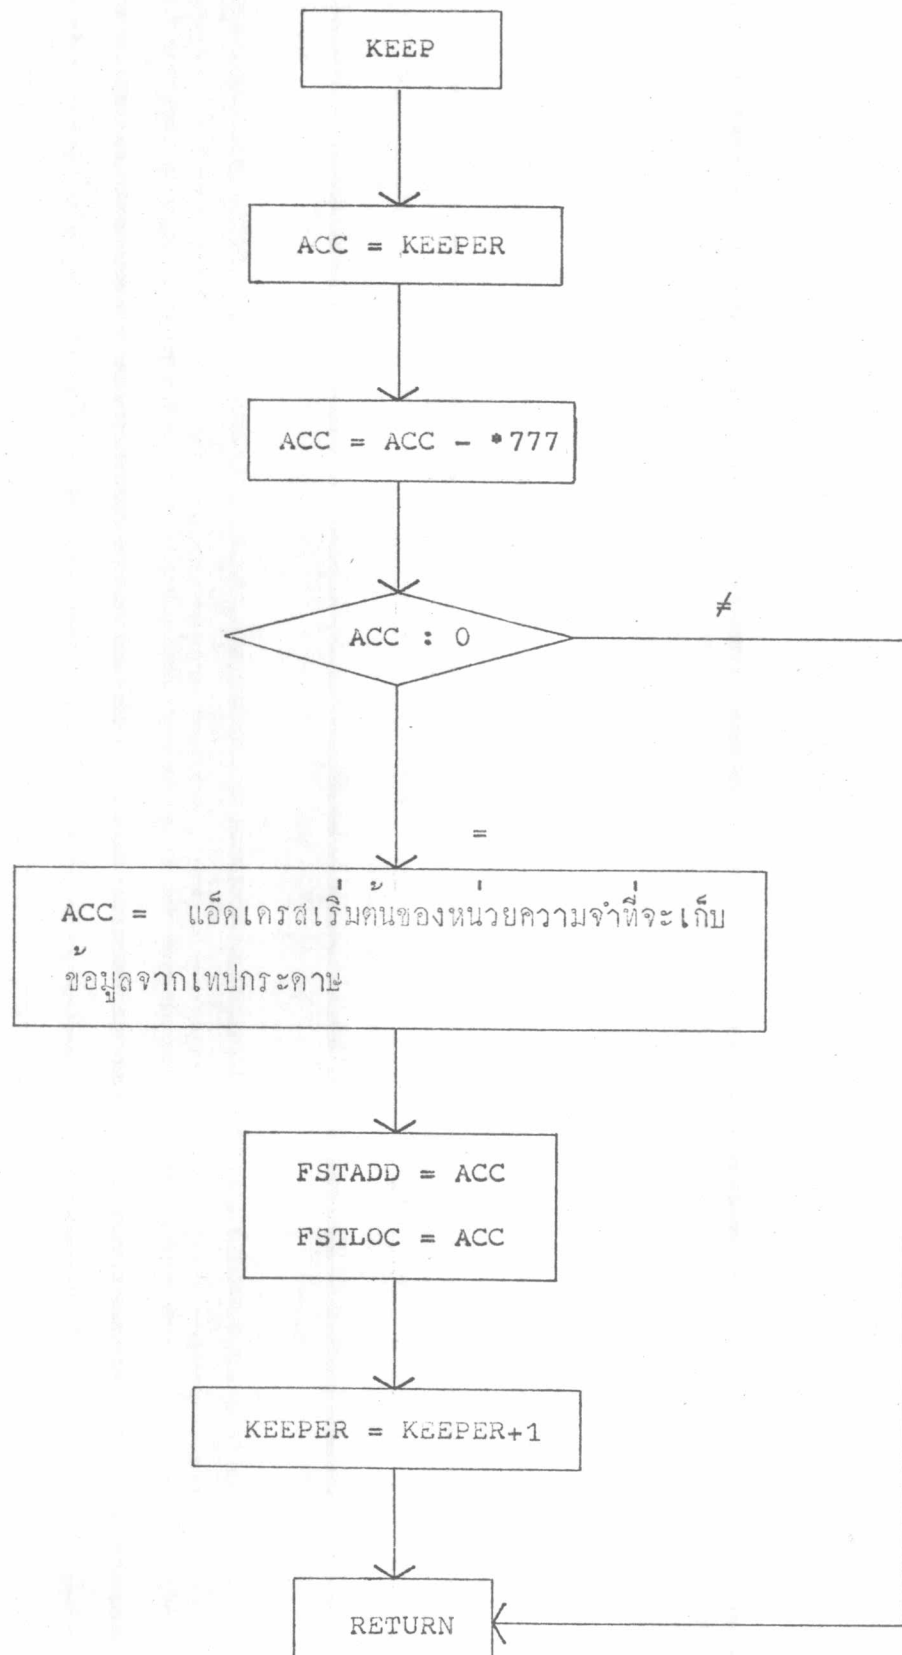 KEEP
ACC = KEEPER
ACC = ACC - *777
ACC : 0
≠
=
ACC = แอ็ดเดรสเริ่มต้นของหน่วยความจำที่จะเก็บ
ข้อมูลจากเทปกระดาษ
FSTADD = ACC
FSTLOC = ACC
KEEPER = KEEPER+1
RETURN